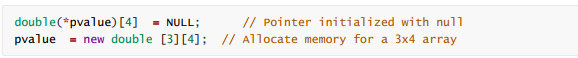 double(*pvalue)[4]  = NULL;      // Pointer initialized with null
pvalue  = new double [3][4];  // Allocate memory for a 3x4 array